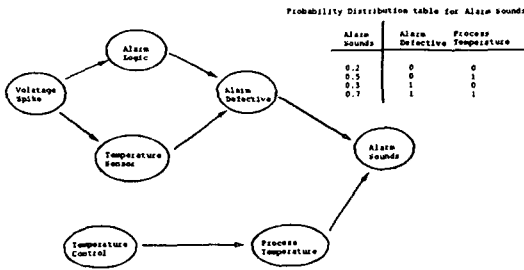 Probability Distribution table for Alarm Sounds
Alarm Sounds | Alarm Defective | Process Temperature
0.2 0 0
0.5 0 1
0.3 1 0
0.7 1 1
Alarm
Logic
Volatage
Spike
Alarm
Defective
Temperature
Sensor
Alarm
Sounds
Temperature
Control
Process
Temperature